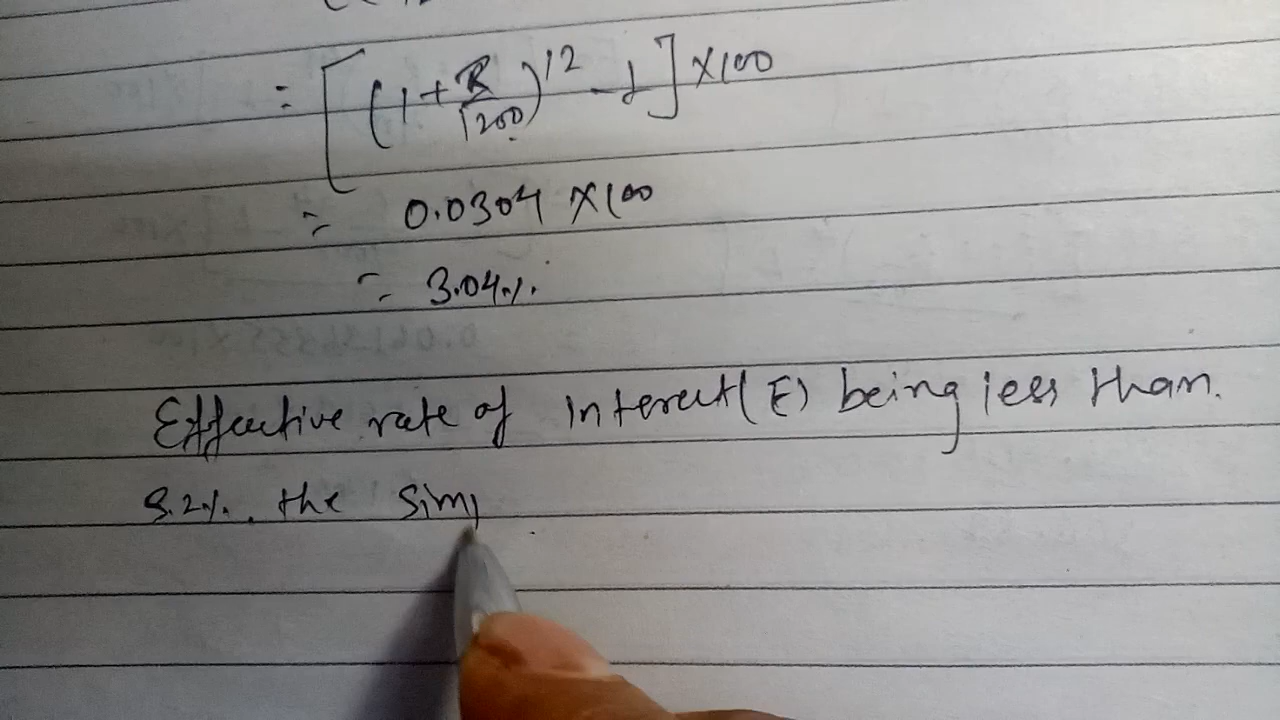 = [(1 + R/1200)^12 - 1] × 100
= 0.0304 × 100
= 3.04%
Effective rate of Interest (E) being less than.
3.2%. the Simp